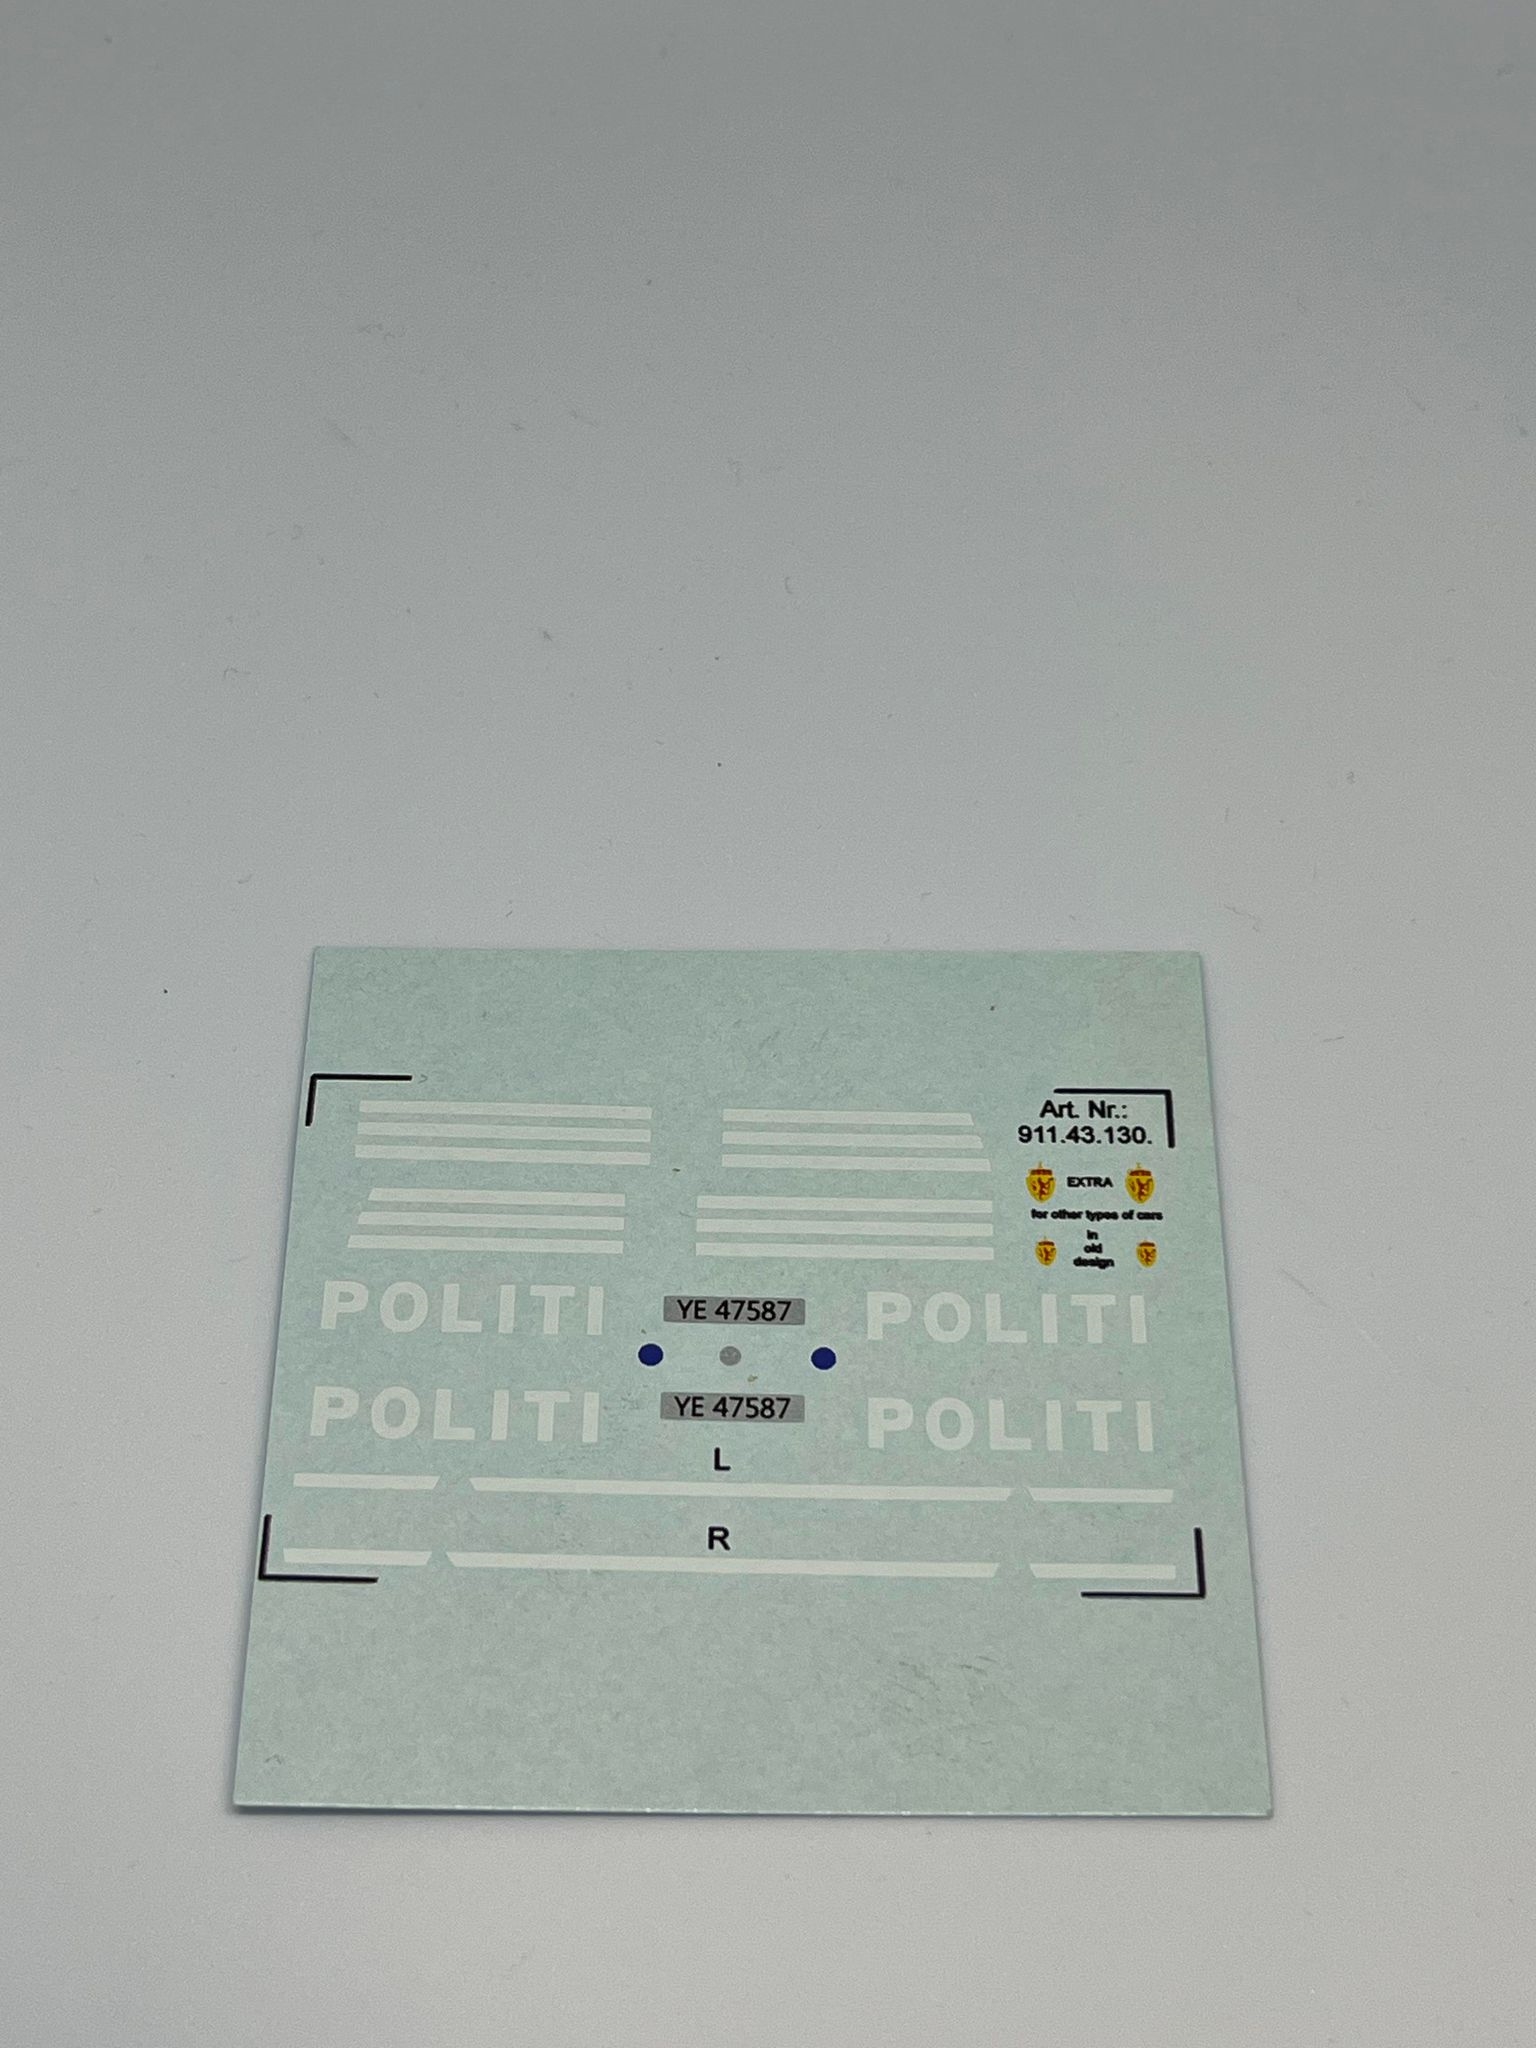 Art. Nr.:
911.43.130.
EXTRA
for other types of cars
in
old
design
POLITI
YE 47587
POLITI
POLITI
YE 47587
POLITI
L
R